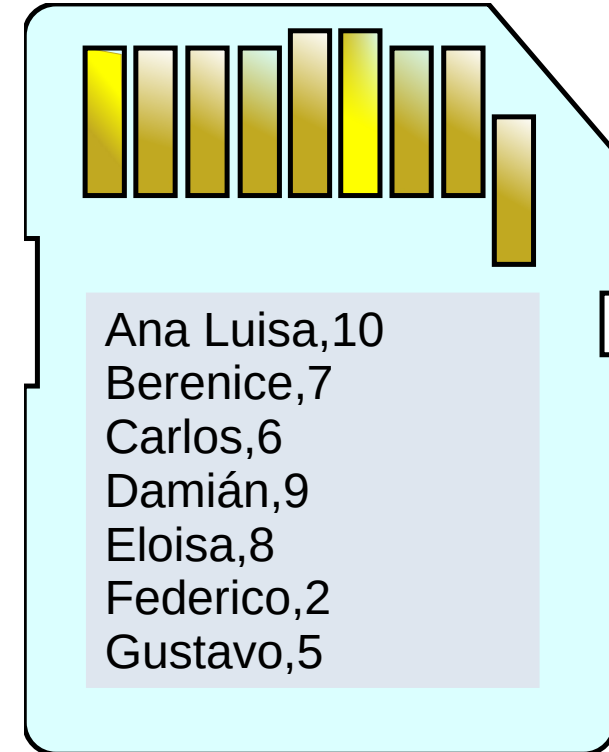 Ana Luisa,10
Berenice,7
Carlos,6
Damián,9
Eloisa,8
Federico,2
Gustavo,5